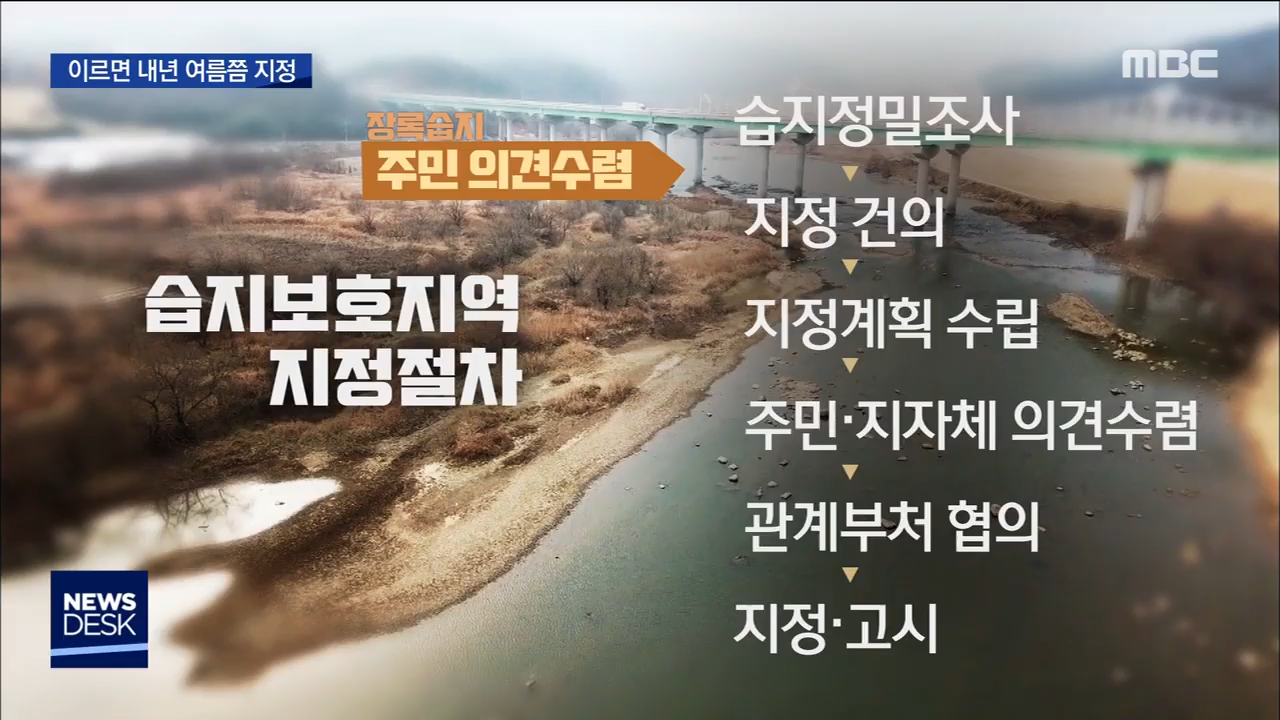 이르면 내년 여름쯤 지정
MBC
장록습지
주민 의견수렴
습지보호지역
지정절차
습지정밀조사
지정 건의
지정계획 수립
주민·지자체 의견수렴
관계부처 협의
지정·고시
NEWS
DESK